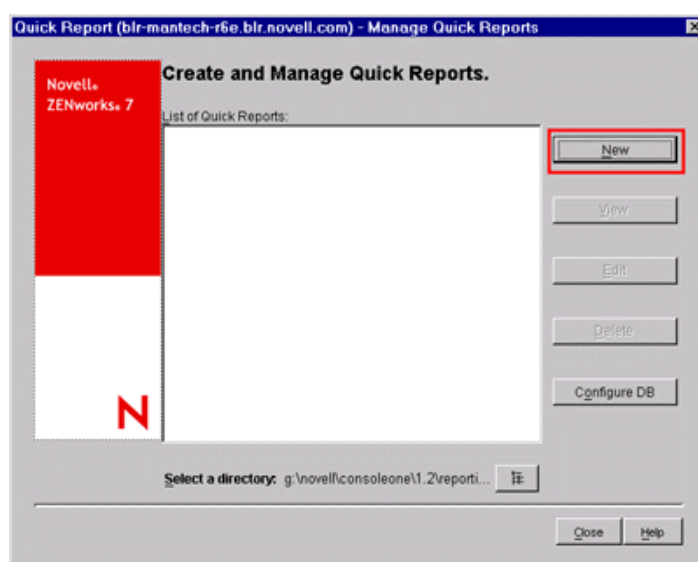 Quick Report (blr-mantech-r6e.blr.novell.com) - Manage Quick Reports
Novell®
ZENworks® 7
Create and Manage Quick Reports.
List of Quick Reports:
New
View
Edit
Delete
Configure DB
N
Select a directory: g:\novell\consoleone\1.2\reporti...
Close
Help